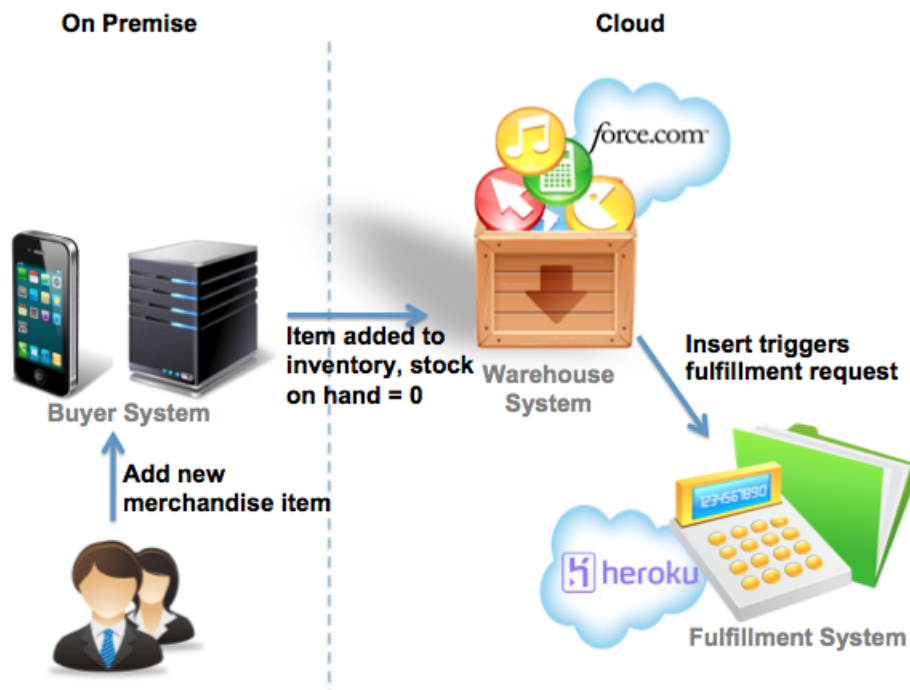 On Premise
Cloud
force.com
Item added to
inventory, stock
on hand = 0
Warehouse
System
Insert triggers
fulfillment request
Buyer System
Add new
merchandise item
1234567890
heroku
Fulfillment System